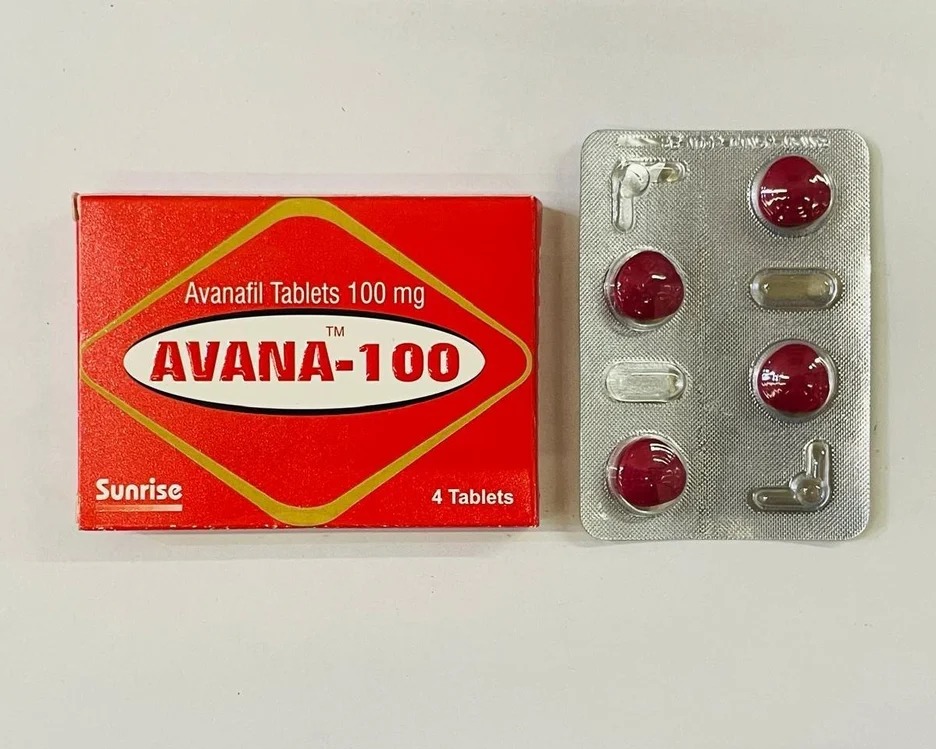 Avanafil Tablets 100 mg
AVANA-100
TM
Sunrise
4 Tablets